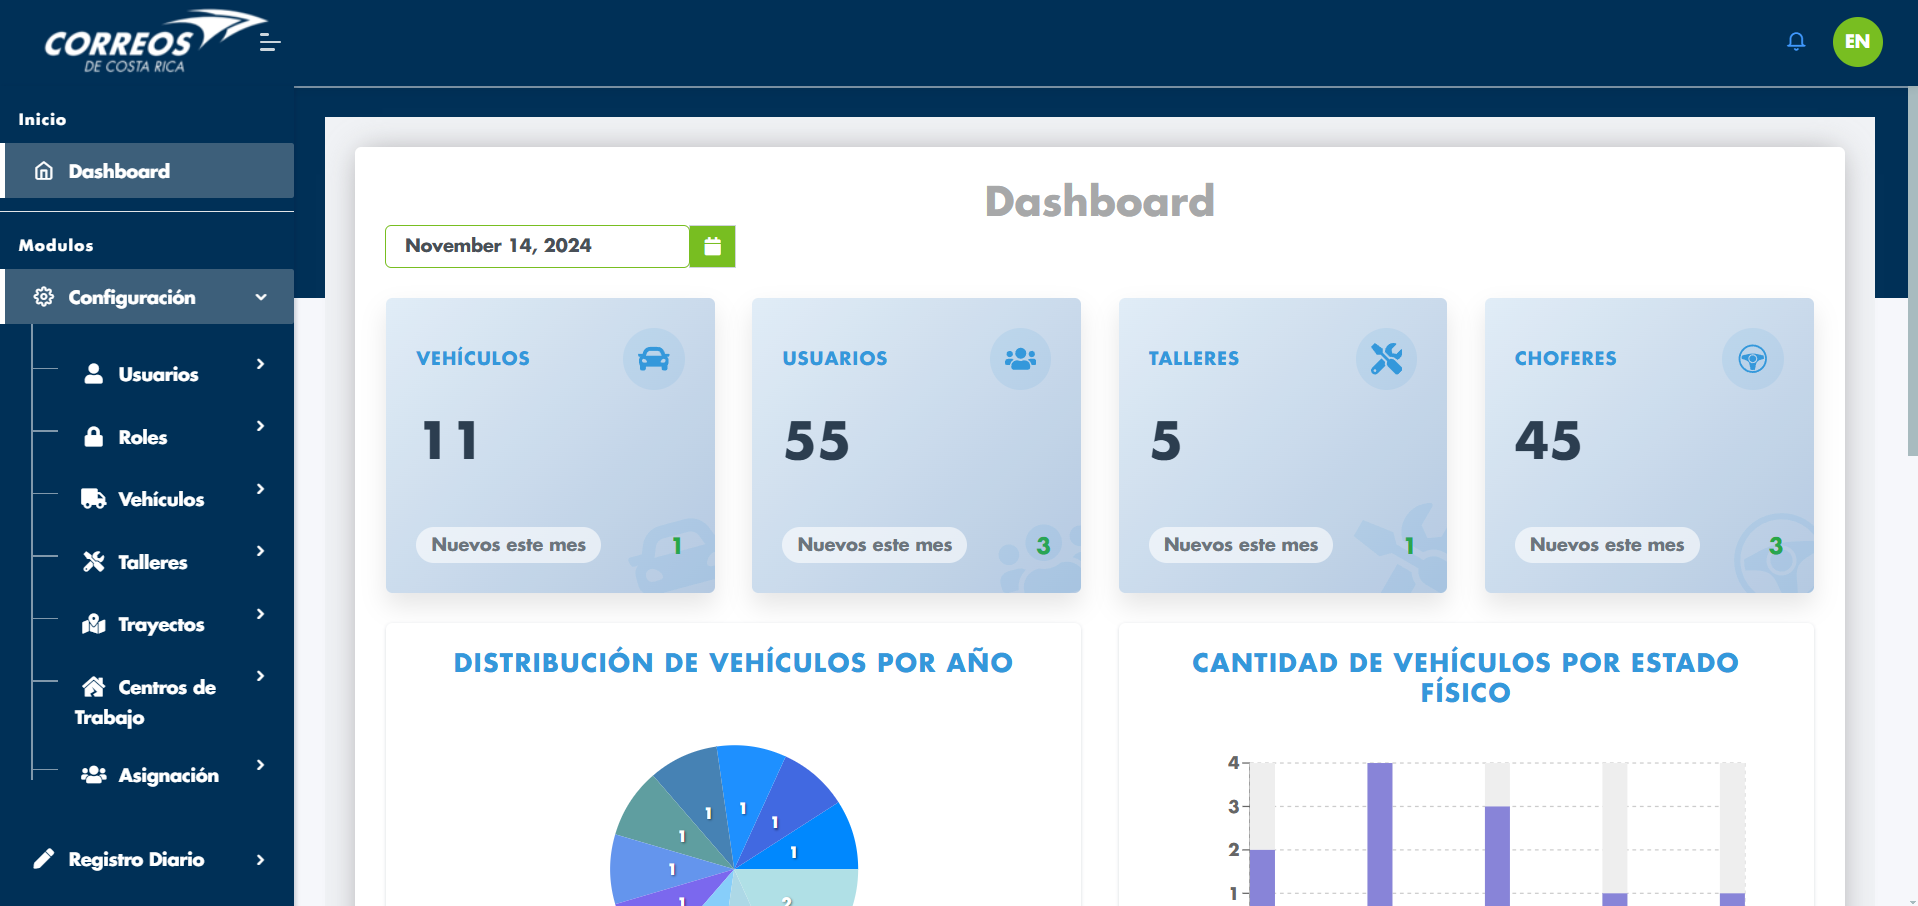 CORREOS
DE COSTA RICA
EN
Inicio
Dashboard
Modulos
Configuración
Usuarios
Roles
Vehículos
Talleres
Trayectos
Centros de
Trabajo
Asignación
Registro Diario
Dashboard
November 14, 2024
VEHÍCULOS
11
Nuevos este mes 1
USUARIOS
55
Nuevos este mes 3
TALLERES
5
Nuevos este mes 1
CHOFERES
45
Nuevos este mes 3
DISTRIBUCIÓN DE VEHÍCULOS POR AÑO
1
1
1
1
1
1
1
2
CANTIDAD DE VEHÍCULOS POR ESTADO
FÍSICO
4
3
2
1